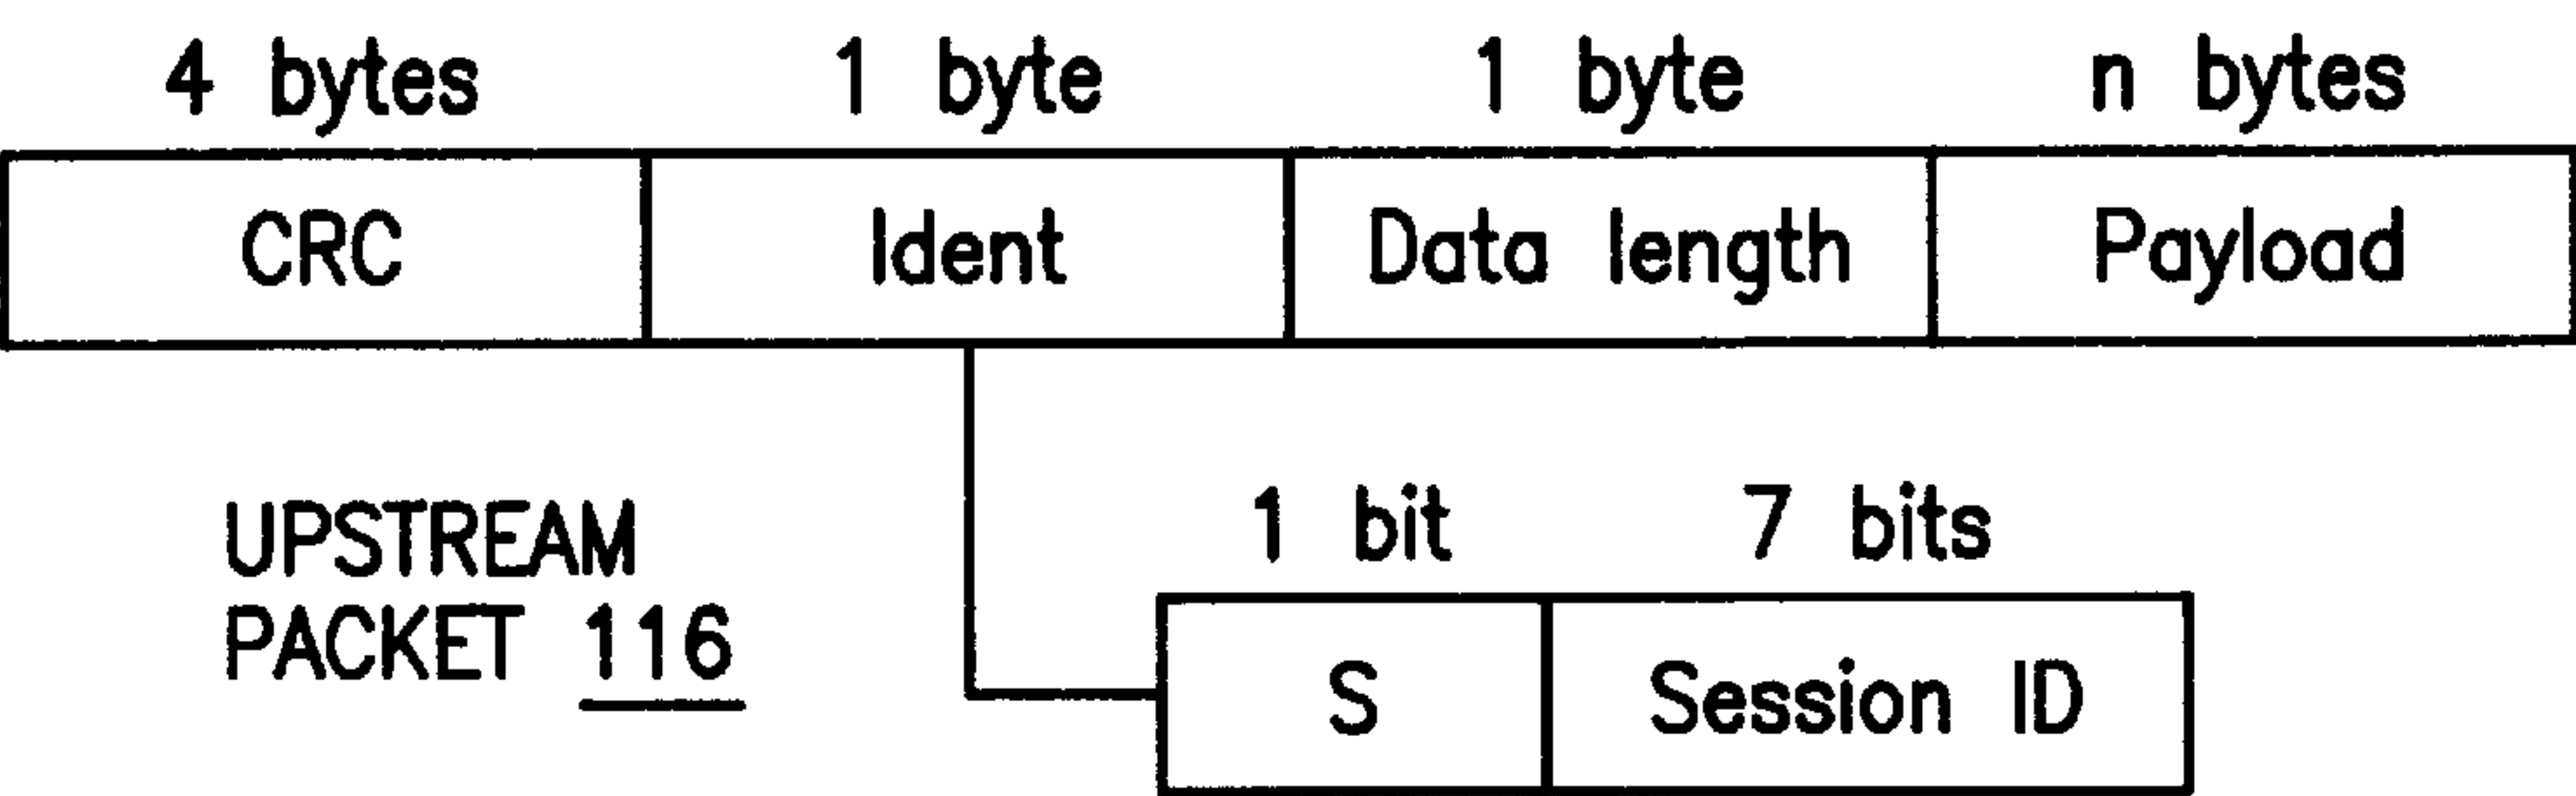 4 bytes 1 byte 1 byte n bytes
CRC Ident Data length Payload
UPSTREAM
PACKET 116
1 bit 7 bits
S Session ID